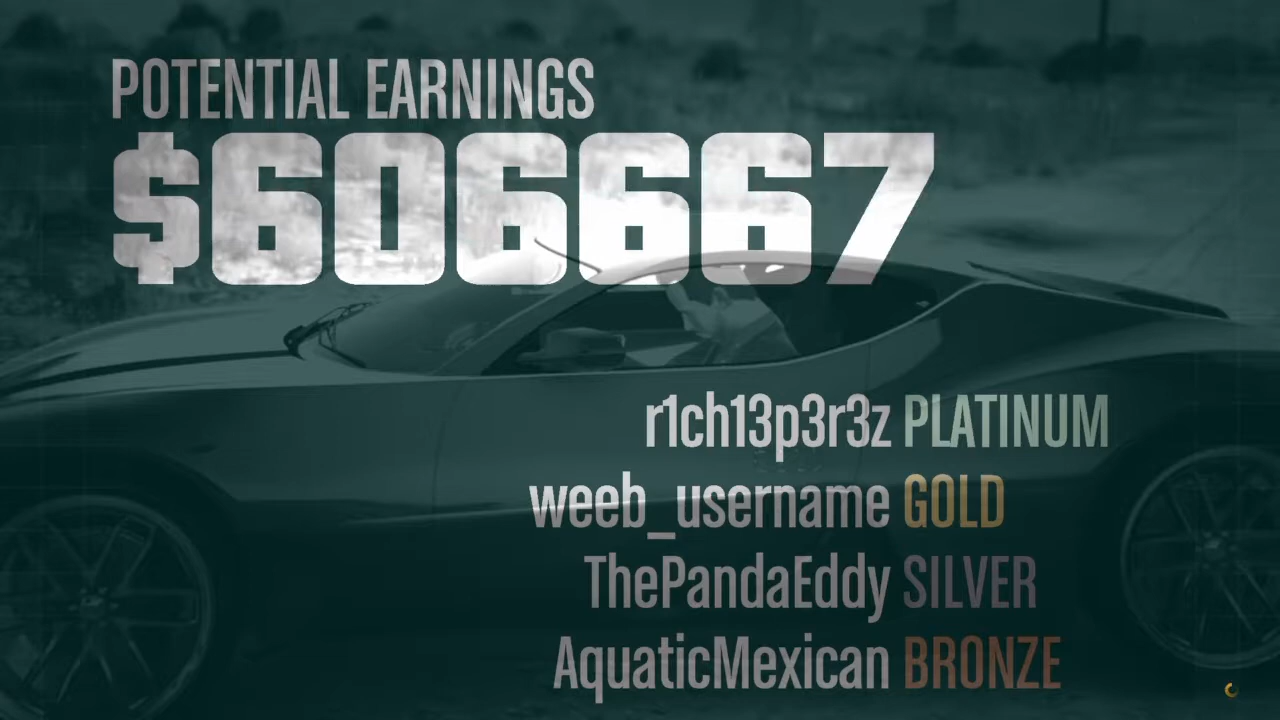 POTENTIAL EARNINGS
$606667
r1ch13p3r3z PLATINUM
weeb_username GOLD
ThePandaEddy SILVER
AquaticMexican BRONZE